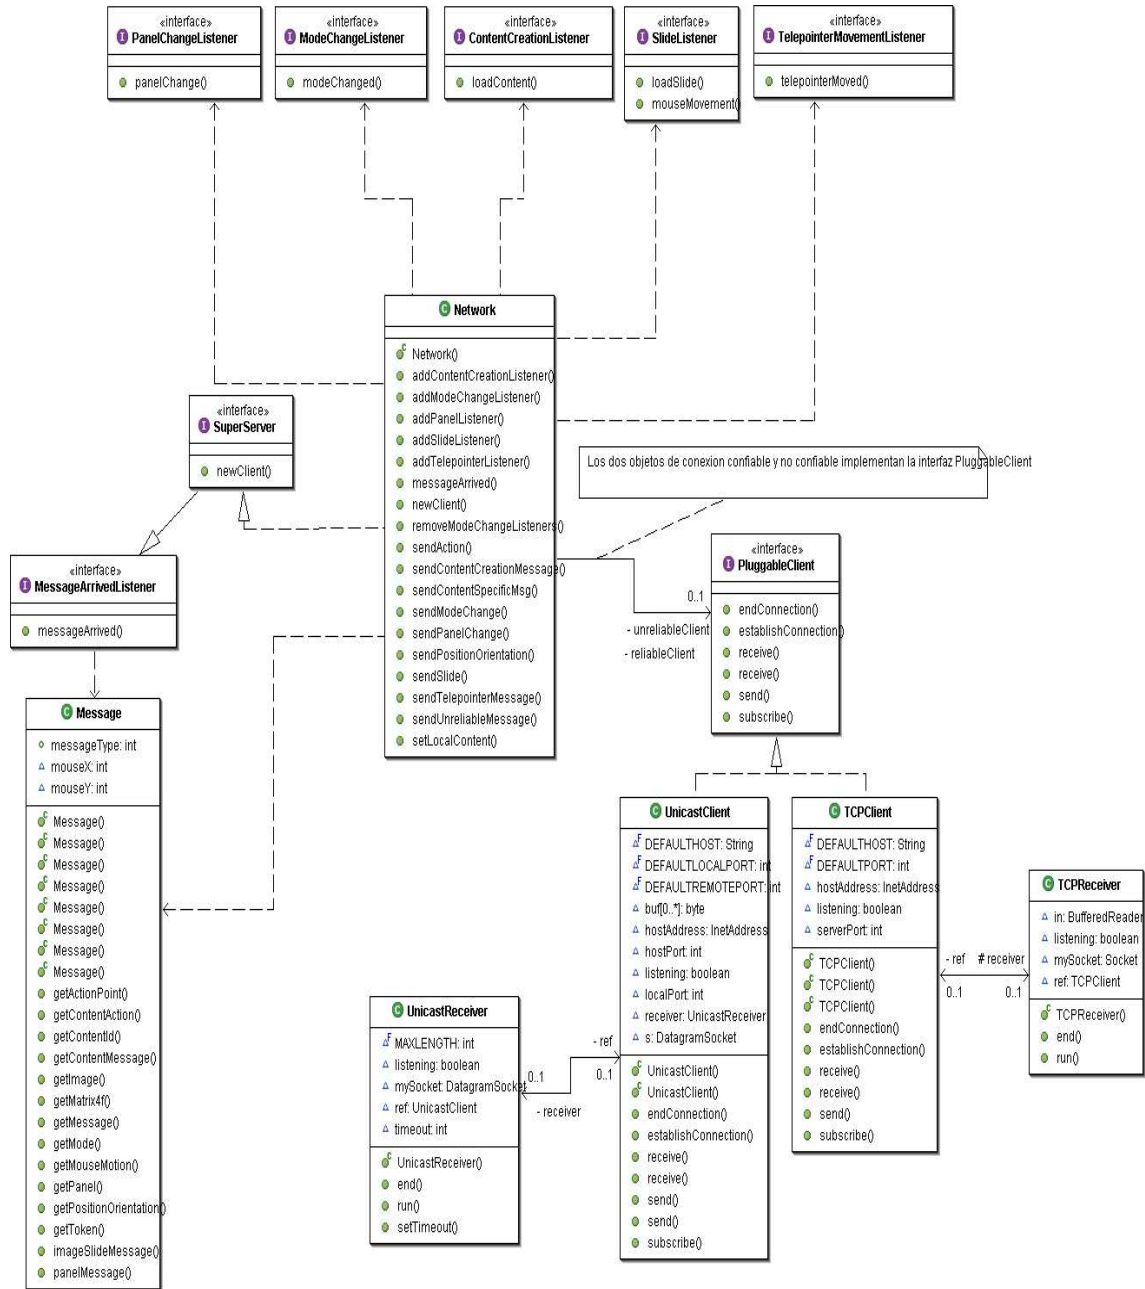 «interface»
I PanelChangeListener
panelChange()
«interface»
I ModeChangeListener
modeChanged()
«interface»
I ContentCreationListener
loadContent()
«interface»
I SlideListener
loadSlide()
mouseMovement()
«interface»
I TelepointerMovementListener
telepointerMoved()
C Network
C Network()
addContentCreationListener()
addModeChangeListener()
addPanelListener()
addSlideListener()
addTelepointerListener()
messageArrived()
newClient()
removeModeChangeListeners()
sendAction()
sendContentCreationMessage()
sendContentSpecificMsg()
sendModeChange()
sendPanelChange()
sendPositionOrientation()
sendSlide()
sendTelepointerMessage()
sendUnreliableMessage()
setLocalContent()
«interface»
I SuperServer
newClient()
Los dos objetos de conexion confiable y no confiable implementan la interfaz PluggableClient
«interface»
I MessageArrivedListener
messageArrived()
«interface»
I PluggableClient
endConnection()
establishConnection()
receive()
receive()
send()
subscribe()
0..1
- unreliableClient
- reliableClient
C Message
messageType: int
mouseX: int
mouseY: int
C Message()
C Message()
C Message()
C Message()
C Message()
C Message()
C Message()
C Message()
getActionPoint()
getContentAction()
getContentId()
getContentMessage()
getImage()
getMatrix4f()
getMessage()
getMode()
getMouseMotion()
getPanel()
getPositionOrientation()
getToken()
imageSlideMessage()
panelMessage()
C UnicastClient
F DEFAULTHOST: String
F DEFAULTLOCALPORT: int
F DEFAULTREMOTEPORT: int
buf[0..*]: byte
hostAddress: InetAddress
hostPort: int
listening: boolean
localPort: int
receiver: UnicastReceiver
s: DatagramSocket
C UnicastClient()
C UnicastClient()
endConnection()
establishConnection()
receive()
receive()
send()
send()
subscribe()
C TCPClient
F DEFAULTHOST: String
F DEFAULTPORT: int
hostAddress: InetAddress
listening: boolean
serverPort: int
C TCPClient()
C TCPClient()
C TCPClient()
endConnection()
establishConnection()
receive()
receive()
send()
subscribe()
- ref
# receiver
0..1
0..1
C TCPReceiver
in: BufferedReader
listening: boolean
mySocket: Socket
ref: TCPClient
C TCPReceiver()
end()
run()
C UnicastReceiver
F MAXLENGTH: int
listening: boolean
mySocket: DatagramSocket
ref: UnicastClient
timeout: int
C UnicastReceiver()
end()
run()
setTimeout()
- ref
0..1
0..1
- receiver